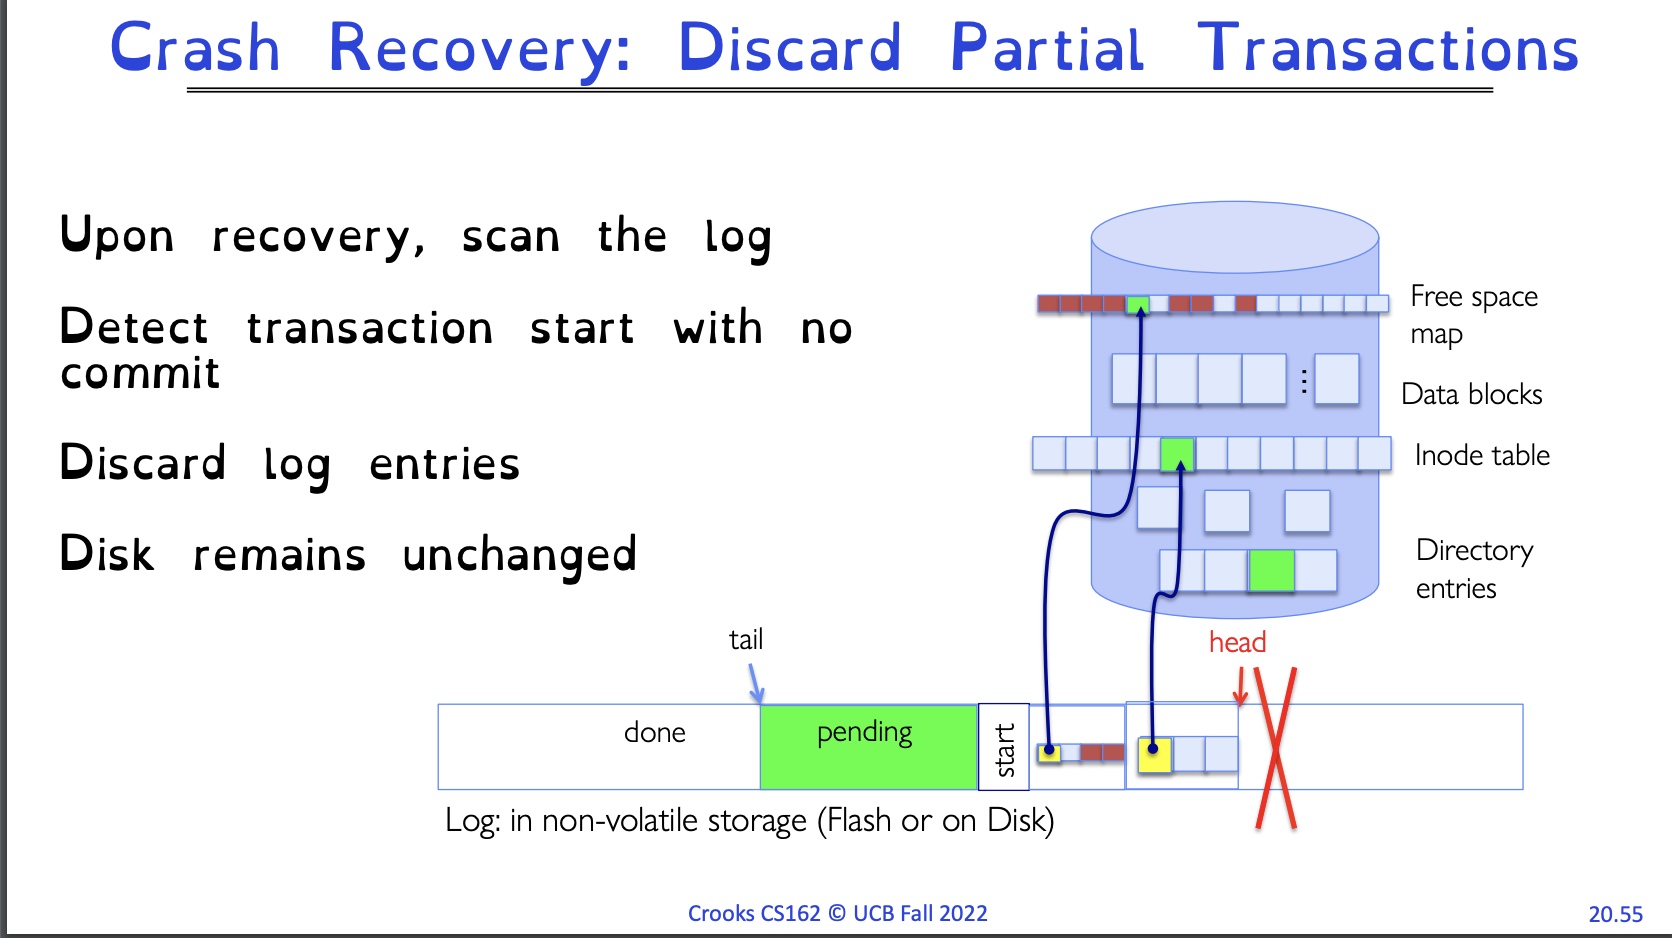 Crash Recovery: Discard Partial Transactions
Upon recovery, scan the log
Detect transaction start with no
commit
Discard log entries
Disk remains unchanged
Free space
map
Data blocks
Inode table
Directory
entries
tail
head
done
pending
start
Log: in non-volatile storage (Flash or on Disk)
Crooks CS162 © UCB Fall 2022
20.55